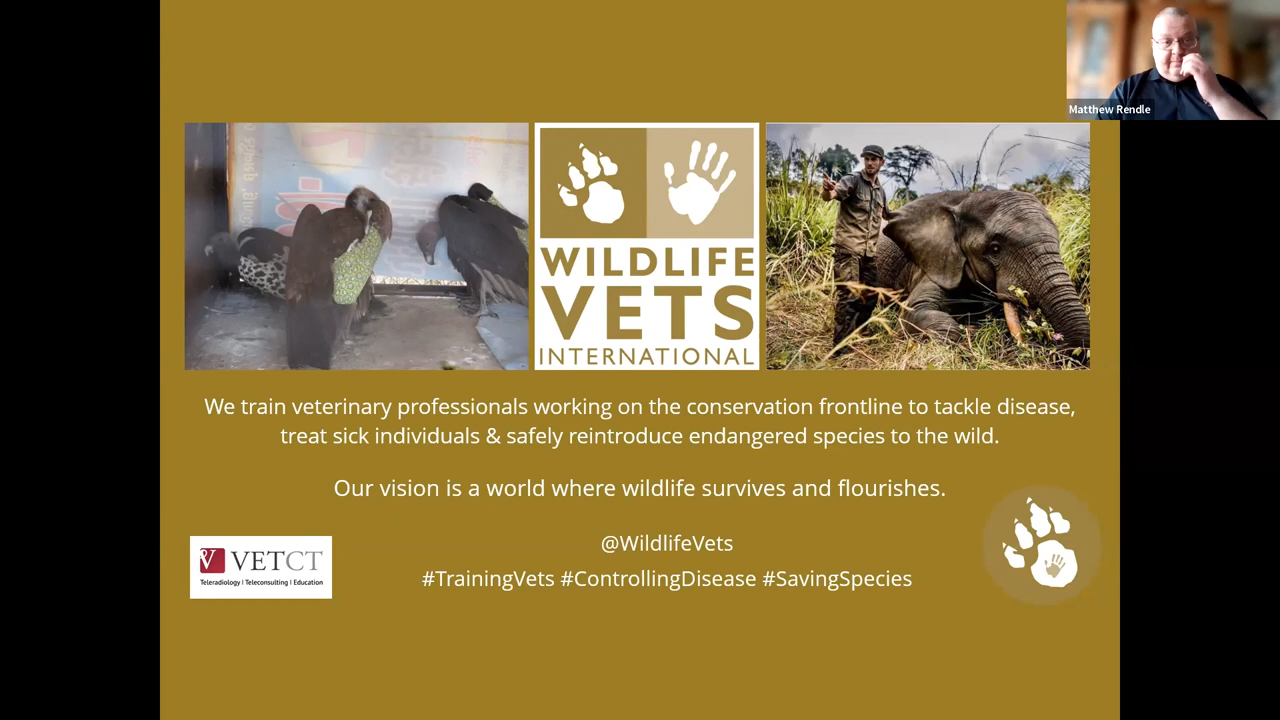 Matthew Rendle
WILDLIFE
VETS
INTERNATIONAL
We train veterinary professionals working on the conservation frontline to tackle disease,
treat sick individuals & safely reintroduce endangered species to the wild.
Our vision is a world where wildlife survives and flourishes.
V VETCT
Teleradiology | Teleconsulting | Education
@WildlifeVets
#TrainingVets #ControllingDisease #SavingSpecies